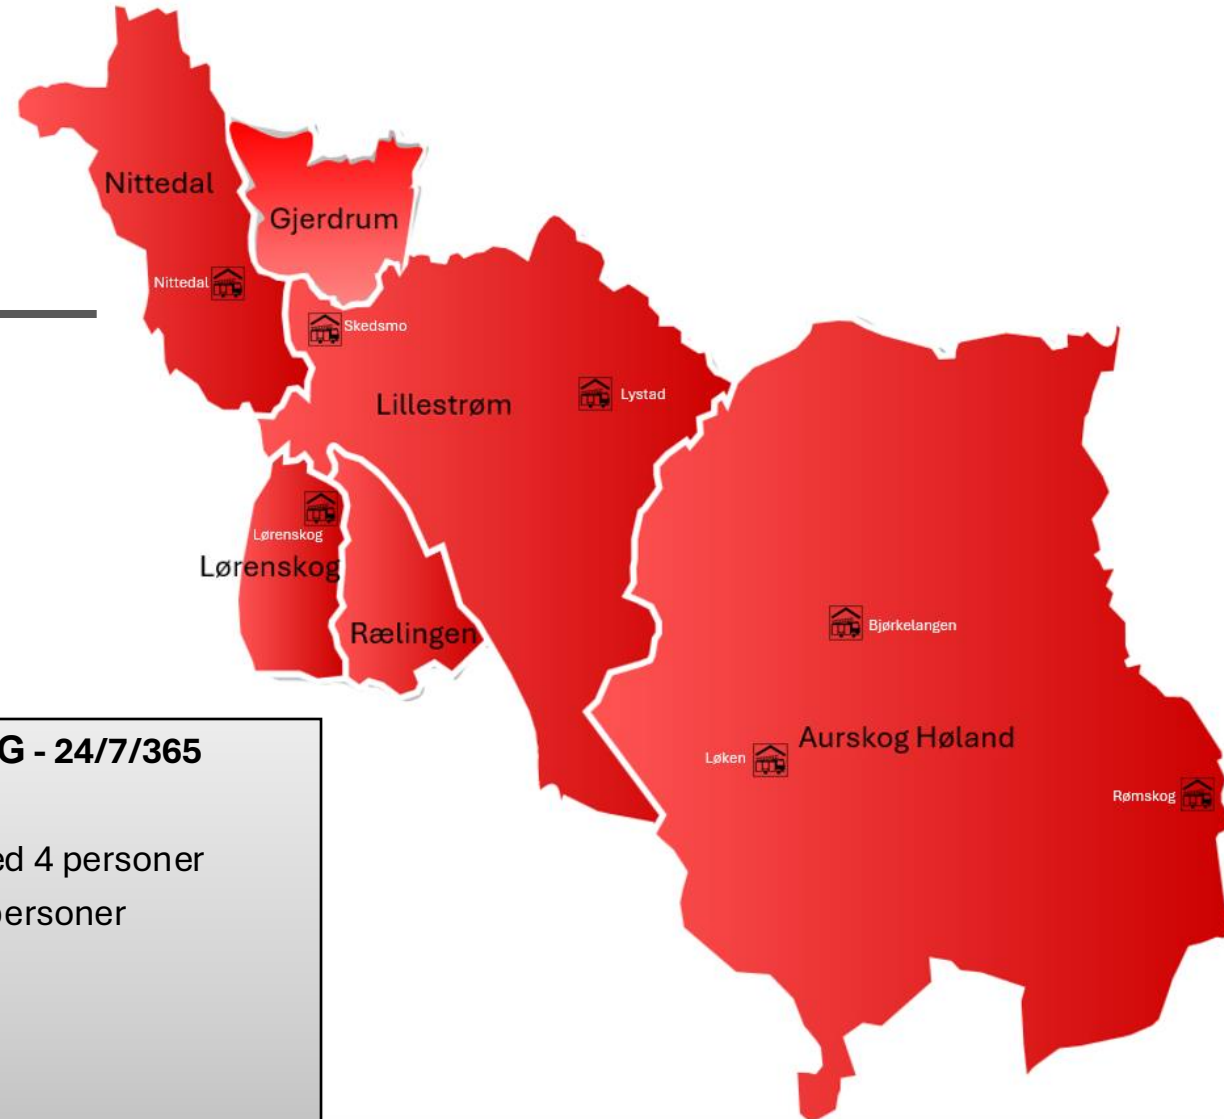 Nittedal
Gjerdrum
Nittedal
Skedsmo
Lillestrøm
Lystad
Lørenskog
Lørenskog
Rælingen
Bjørkelangen
Aurskog Høland
Løken
Rømskog
G - 24/7/365
ed 4 personer
personer